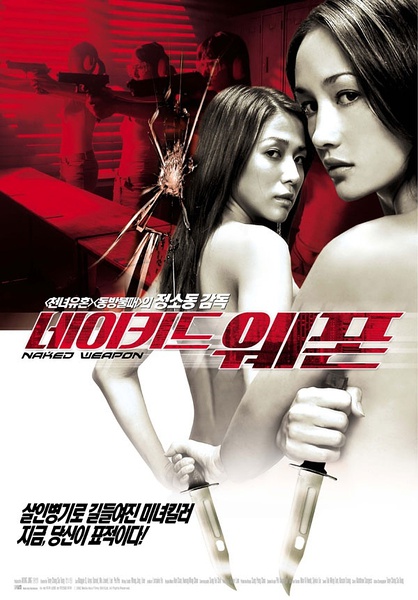 <천녀유혼><동방불패>의 정소동 감독
네이키드 웨폰
NAKED WEAPON
살인병기로 길들여진 미녀킬러
지금, 당신이 표적이다!